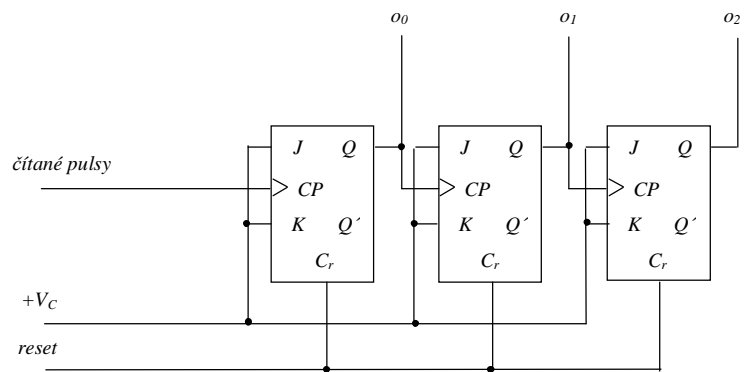 o0 o1 o2
J Q J Q J Q
čítané pulsy
CP CP CP
K Q´ K Q´ K Q´
Cr Cr Cr
+VC
reset